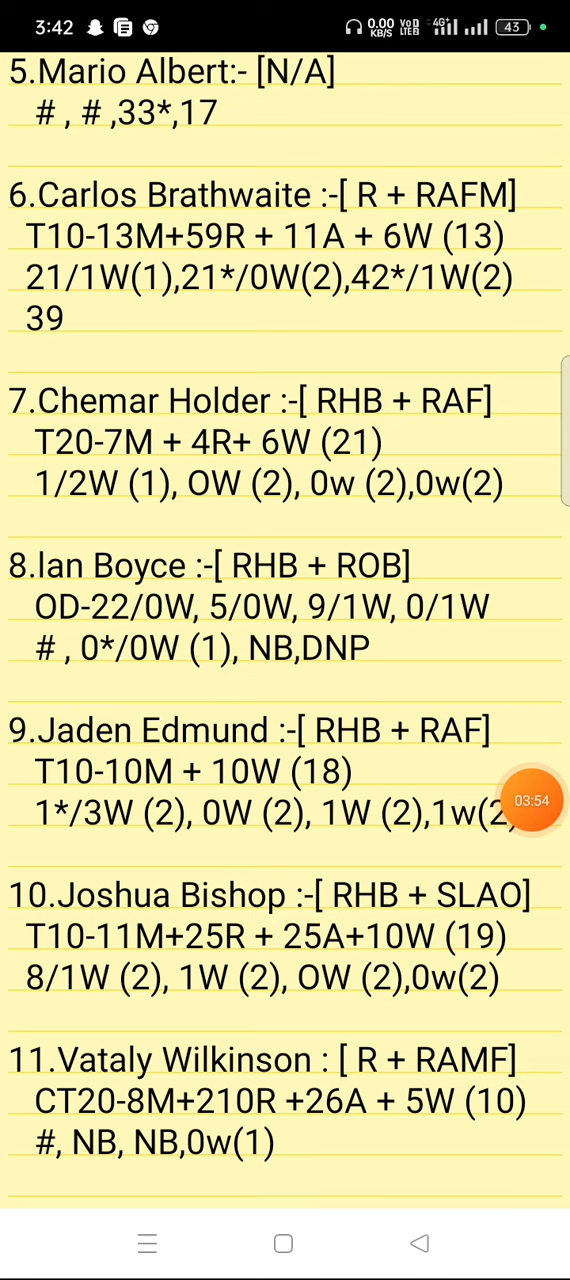 3:42 0.00 KB/S VoD LTE2 4G+ 43
5.Mario Albert:- [N/A]
# , # ,33*,17
6.Carlos Brathwaite :-[ R + RAFM]
T10-13M+59R + 11A + 6W (13)
21/1W(1),21*/0W(2),42*/1W(2)
39
7.Chemar Holder :-[ RHB + RAF]
T20-7M + 4R+ 6W (21)
1/2W (1), OW (2), 0w (2),0w(2)
8.Ian Boyce :-[ RHB + ROB]
OD-22/0W, 5/0W, 9/1W, 0/1W
# , 0*/0W (1), NB,DNP
9.Jaden Edmund :-[ RHB + RAF]
T10-10M + 10W (18)
1*/3W (2), 0W (2), 1W (2),1w(2
03:54
10.Joshua Bishop :-[ RHB + SLAO]
T10-11M+25R + 25A+10W (19)
8/1W (2), 1W (2), OW (2),0w(2)
11.Vataly Wilkinson : [ R + RAMF]
CT20-8M+210R +26A + 5W (10)
#, NB, NB,0w(1)